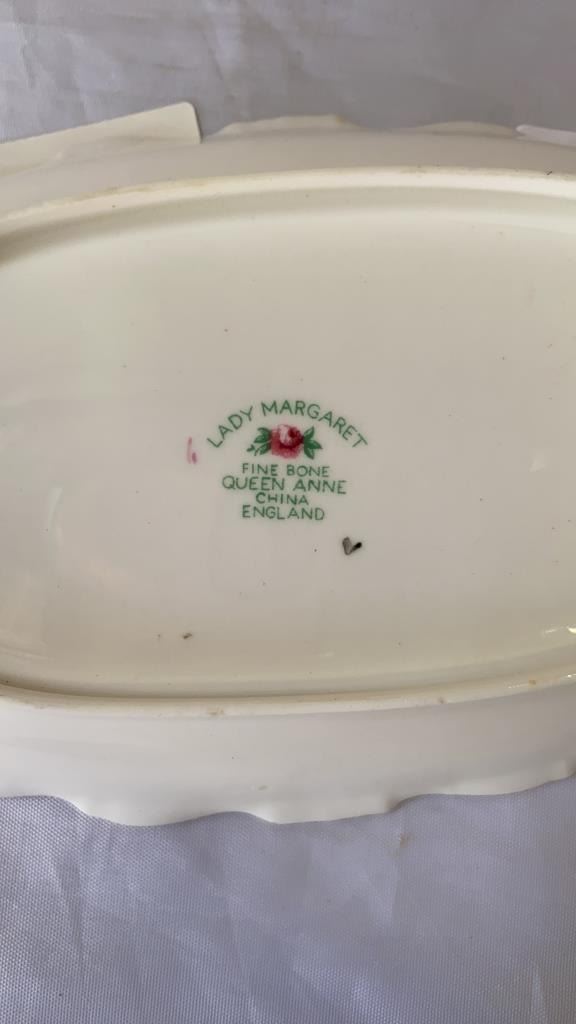 LADY MARGARET
FINE BONE
QUEEN ANNE
CHINA
ENGLAND